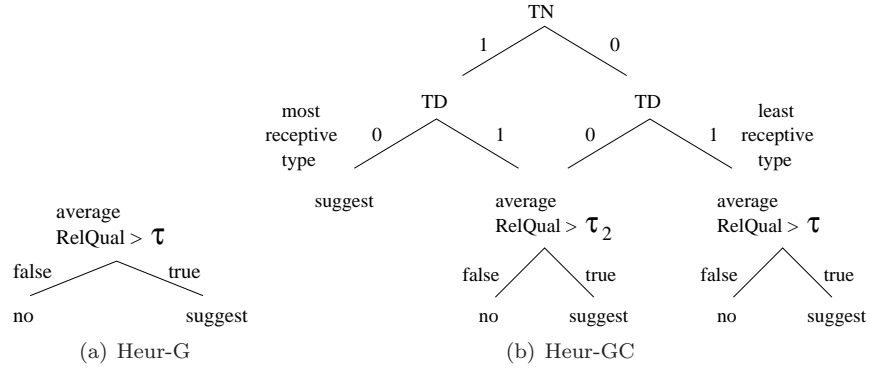 TN
1
0
TD
TD
most
receptive
type
0
1
0
1
least
receptive
type
suggest
average
RelQual > τ
false
true
no
suggest
average
RelQual > τ2
false
true
no
suggest
average
RelQual > τ
false
true
no
suggest
(a) Heur-G
(b) Heur-GC